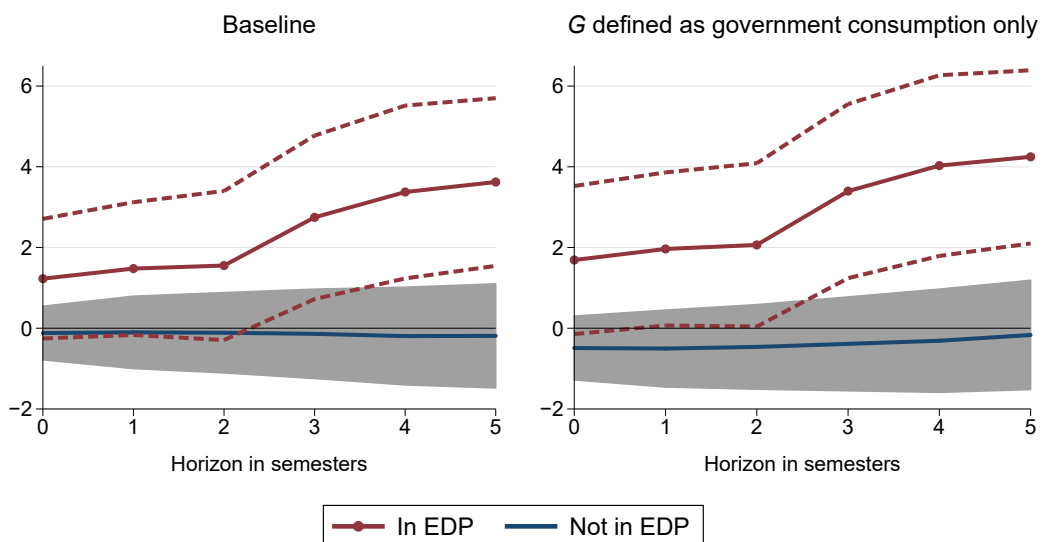 Baseline
6
4
2
0
−2
0 1 2 3 4 5
Horizon in semesters
G defined as government consumption only
6
4
2
0
−2
0 1 2 3 4 5
Horizon in semesters
In EDP Not in EDP